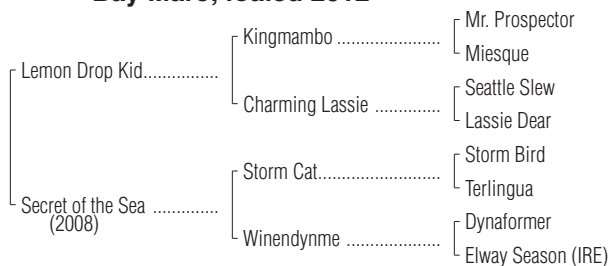 Bay Mare; foaled 2012
Mr. Prospector
Kingmambo ......................
Miesque
Lemon Drop Kid...............
Seattle Slew
Charming Lassie ..............
Lassie Dear
Storm Bird
Storm Cat..........................
Terlingua
Secret of the Sea .............
(2008)
Dynaformer
Winendynme ....................
Elway Season (IRE)